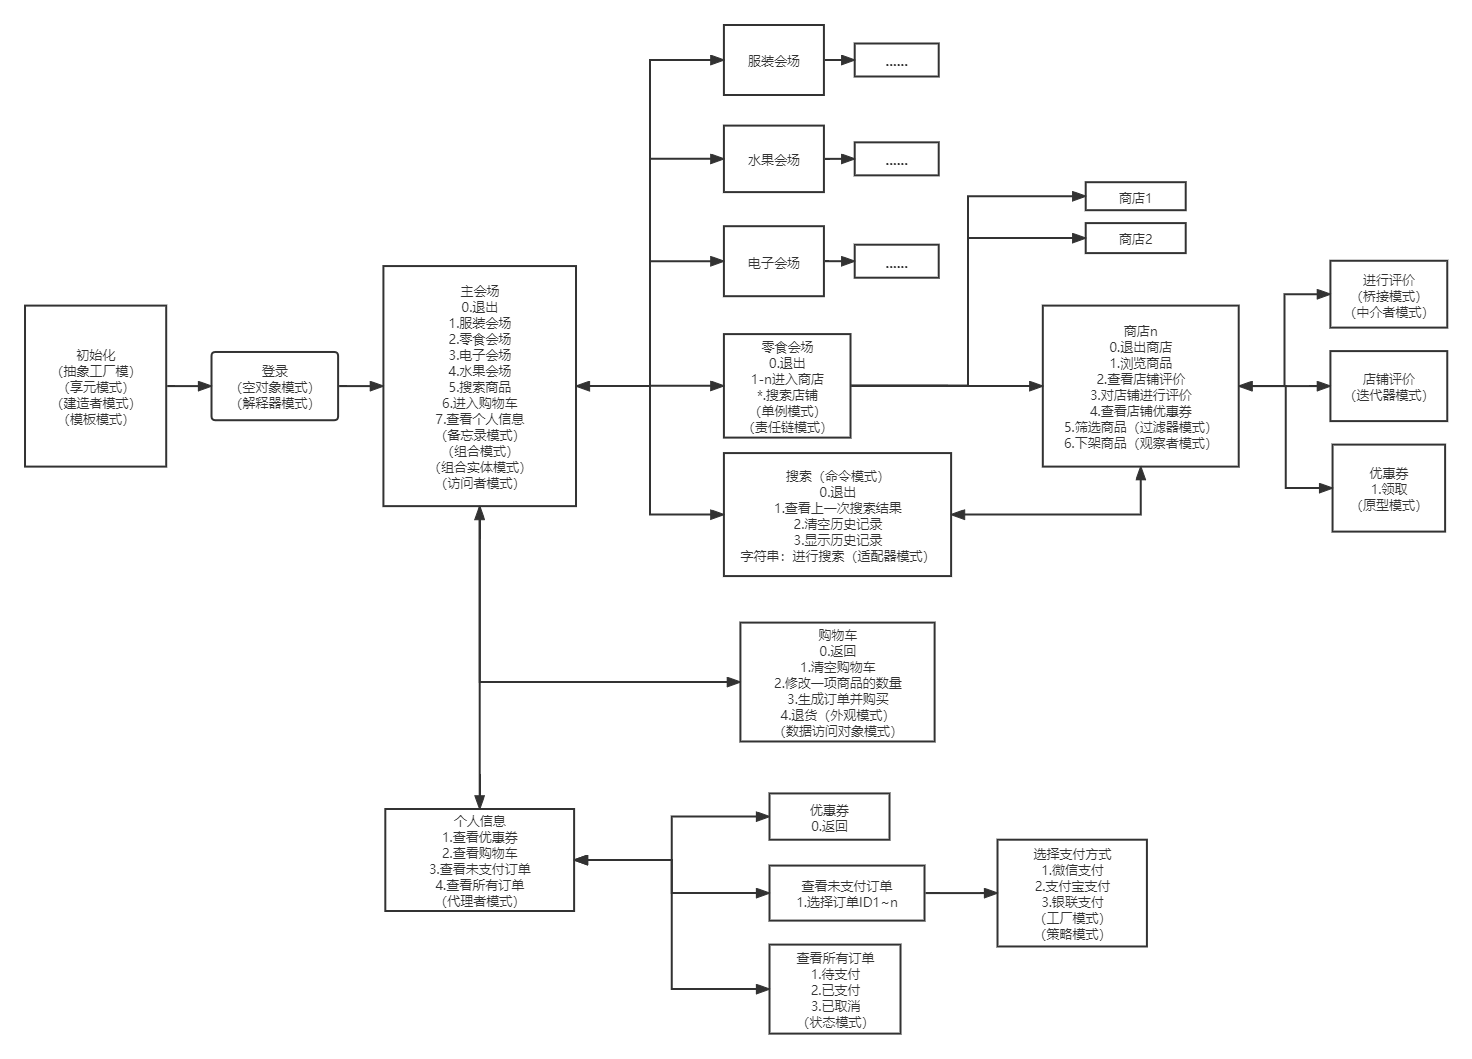 初始化
（抽象工厂模）
（享元模式）
（建造者模式）
（模板模式）
登录
（空对象模式）
（解释器模式）
主会场
0.退出
1.服装会场
2.零食会场
3.电子会场
4.水果会场
5.搜索商品
6.进入购物车
7.查看个人信息
（备忘录模式）
（组合模式）
（组合实体模式）
（访问者模式）
服装会场
......
水果会场
......
电子会场
......
零食会场
0.退出
1-n进入商店
*.搜索店铺
（单例模式）
（责任链模式）
搜索（命令模式）
0.退出
1.查看上一次搜索结果
2.清空历史记录
3.显示历史记录
字符串：进行搜索（适配器模式）
商店1
商店2
商店n
0.退出商店
1.浏览商品
2.查看店铺评价
3.对店铺进行评价
4.查看店铺优惠券
5.筛选商品（过滤器模式）
6.下架商品（观察者模式）
进行评价
（桥接模式）
（中介者模式）
店铺评价
（迭代器模式）
优惠券
1.领取
（原型模式）
购物车
0.返回
1.清空购物车
2.修改一项商品的数量
3.生成订单并购买
4.退货（外观模式）
（数据访问对象模式）
个人信息
1.查看优惠券
2.查看购物车
3.查看未支付订单
4.查看所有订单
（代理者模式）
优惠券
0.返回
查看未支付订单
1.选择订单ID1~n
选择支付方式
1.微信支付
2.支付宝支付
3.银联支付
（工厂模式）
（策略模式）
查看所有订单
1.待支付
2.已支付
3.已取消
（状态模式）